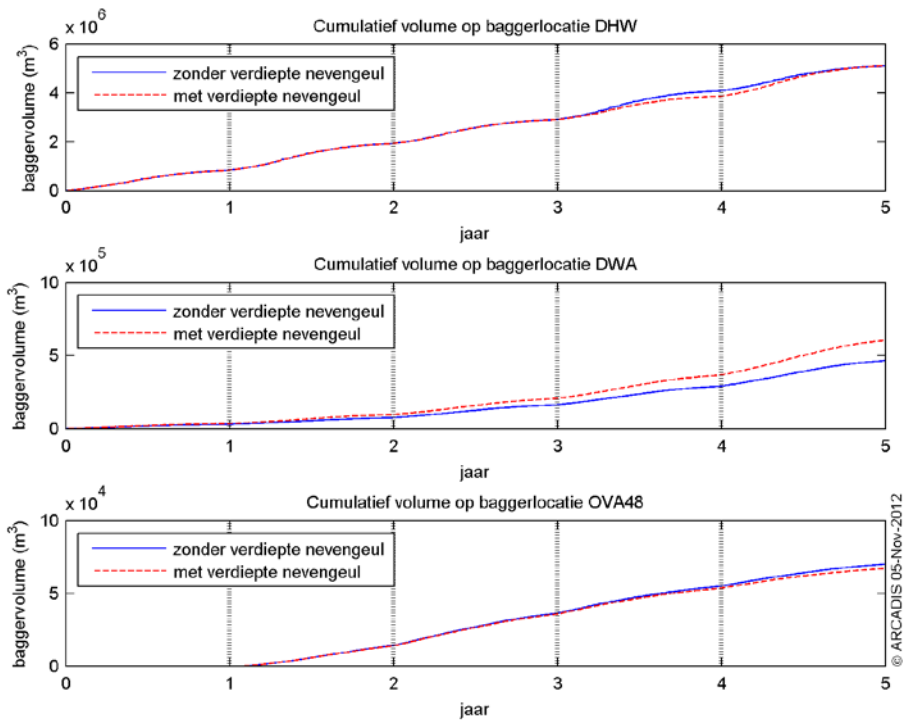 Cumulatief volume op baggerlocatie DHW
x 10^6
baggervolume (m^3)
6
4
2
0
zonder verdiepte nevengeul
met verdiepte nevengeul
0 1 2 3 4 5
jaar
Cumulatief volume op baggerlocatie DWA
x 10^5
baggervolume (m^3)
10
5
0
zonder verdiepte nevengeul
met verdiepte nevengeul
0 1 2 3 4 5
jaar
Cumulatief volume op baggerlocatie OVA48
x 10^4
baggervolume (m^3)
10
5
0
zonder verdiepte nevengeul
met verdiepte nevengeul
0 1 2 3 4 5
jaar
© ARCADIS 05-Nov-2012